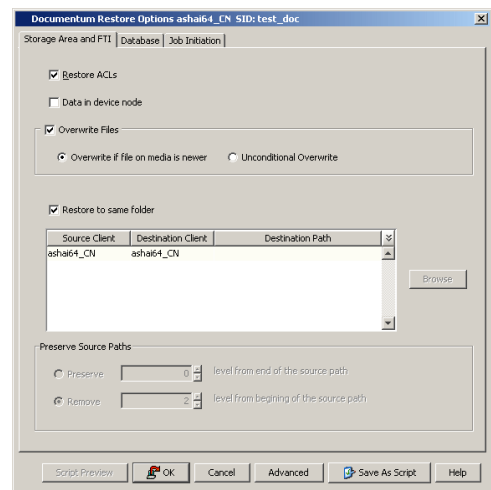 Documentum Restore Options ashai64_CN SID: test_doc
Storage Area and FTI Database Job Initiation
Restore ACLs
Data in device node
Overwrite Files
Overwrite if file on media is newer Unconditional Overwrite
Restore to same folder
Source Client Destination Client Destination Path
ashai64_CN ashai64_CN
Browse
Preserve Source Paths
Preserve 0 level from end of the source path
Remove 2 level from begining of the source path
Script Preview OK Cancel Advanced Save As Script Help